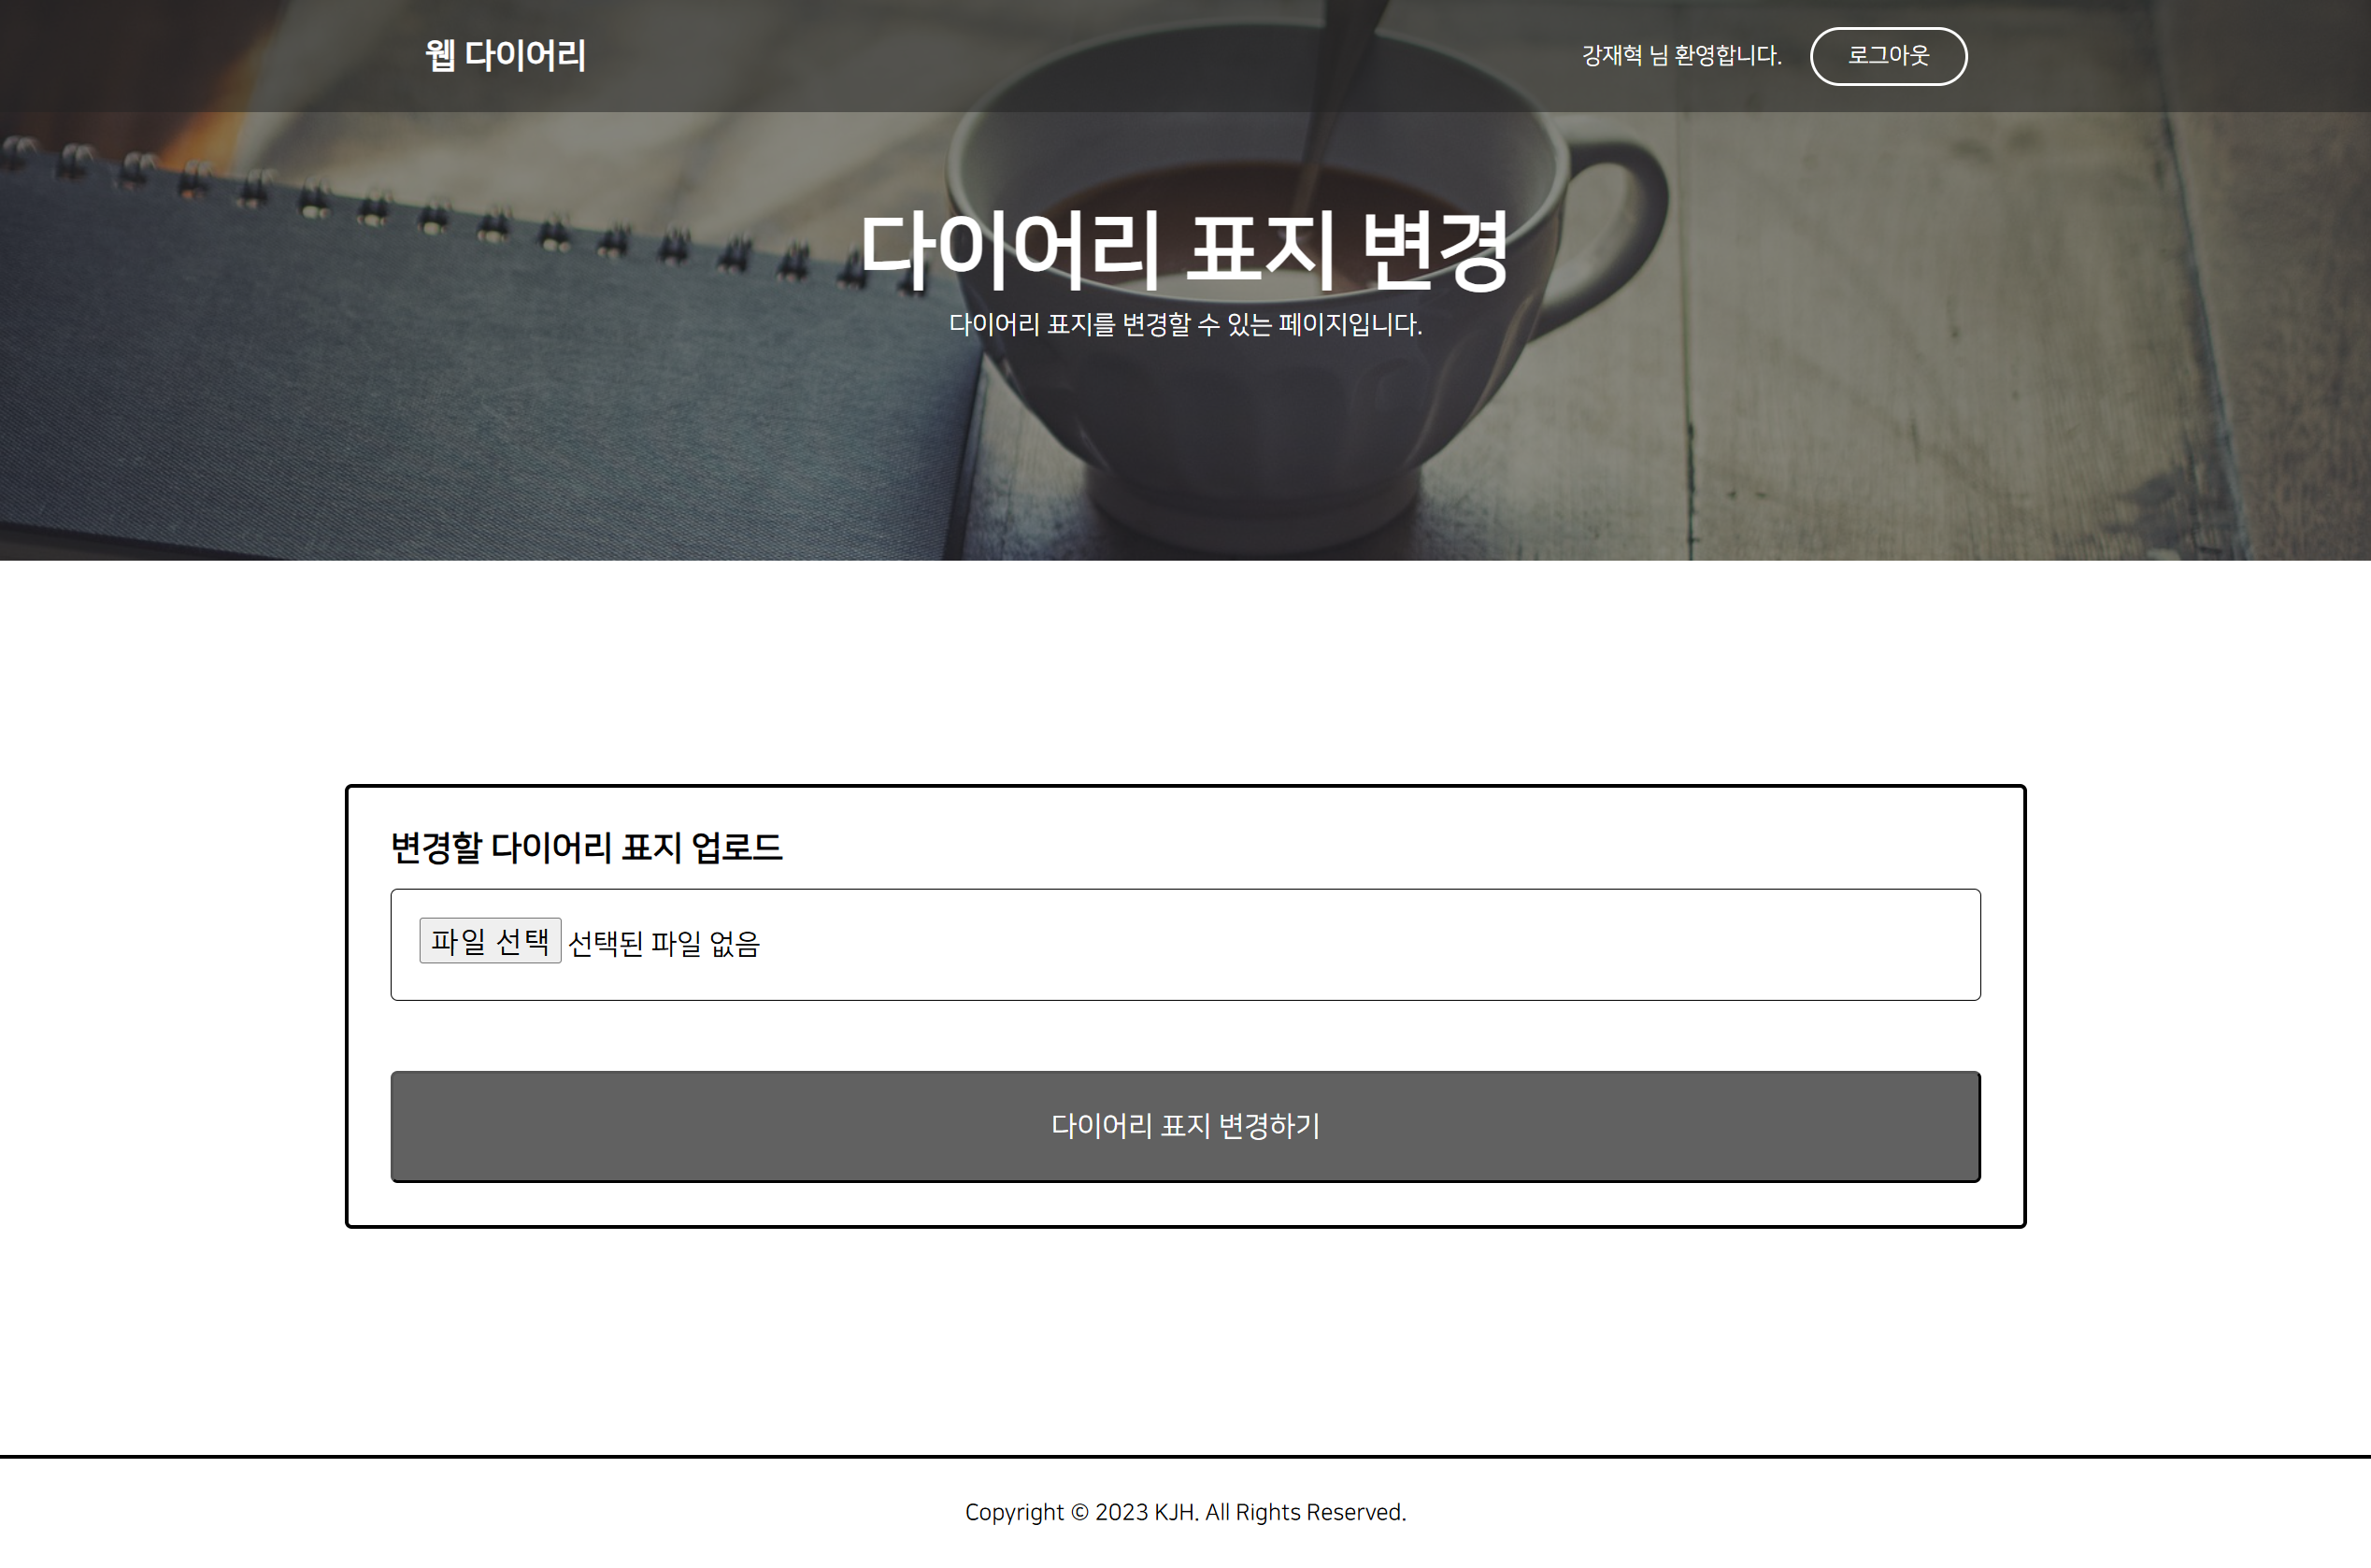 웹 다이어리
강재혁 님 환영합니다.
로그아웃
다이어리 표지 변경
다이어리 표지를 변경할 수 있는 페이지입니다.
변경할 다이어리 표지 업로드
파일 선택 선택된 파일 없음
다이어리 표지 변경하기
Copyright © 2023 KJH. All Rights Reserved.